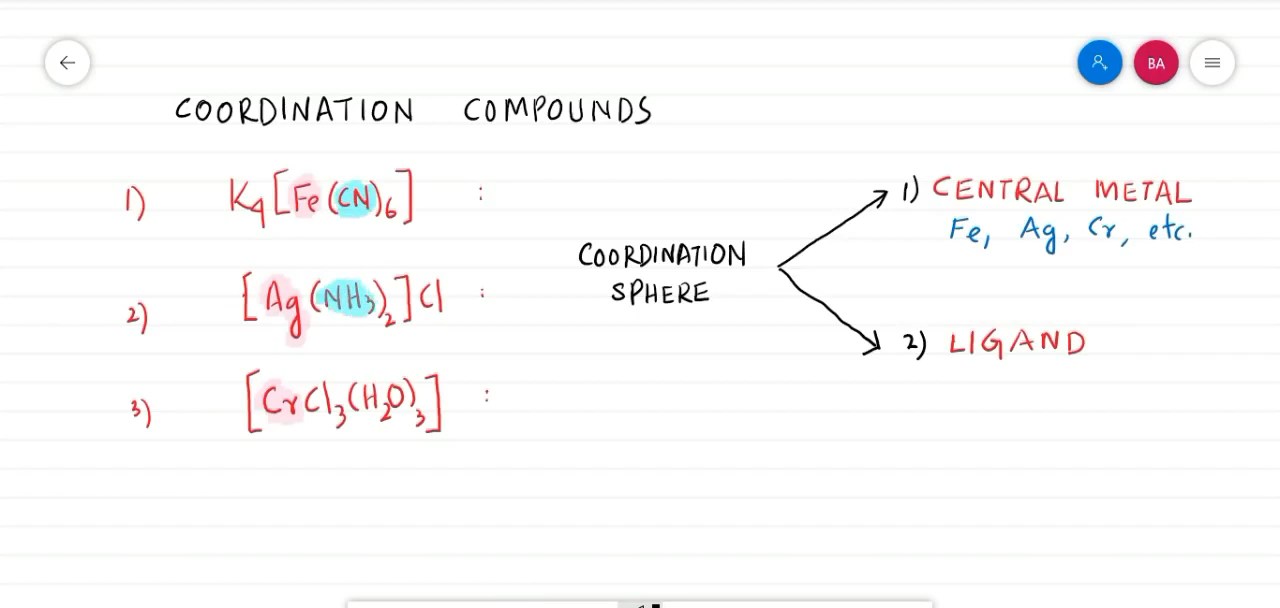 BA
COORDINATION COMPOUNDS
1) K4[Fe(CN)6] :
2) [Ag(NH3)2]Cl :
3) [CrCl3(H2O)3] :
COORDINATION
SPHERE
1) CENTRAL METAL
Fe, Ag, Cr, etc.
2) LIGAND